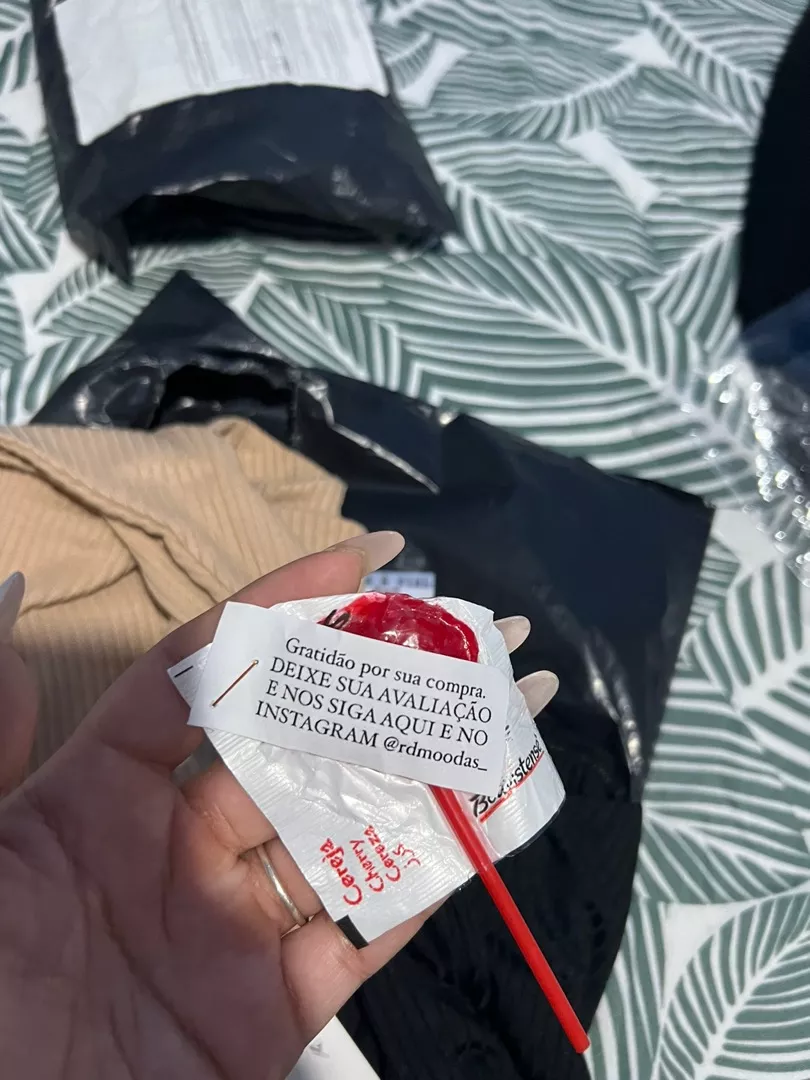 Gratidão por sua compra.
DEIXE SUA AVALIAÇÃO
E NOS SIGA AQUI E NO
INSTAGRAM @rdmoodas_
Cereja
Cherry
Cereza